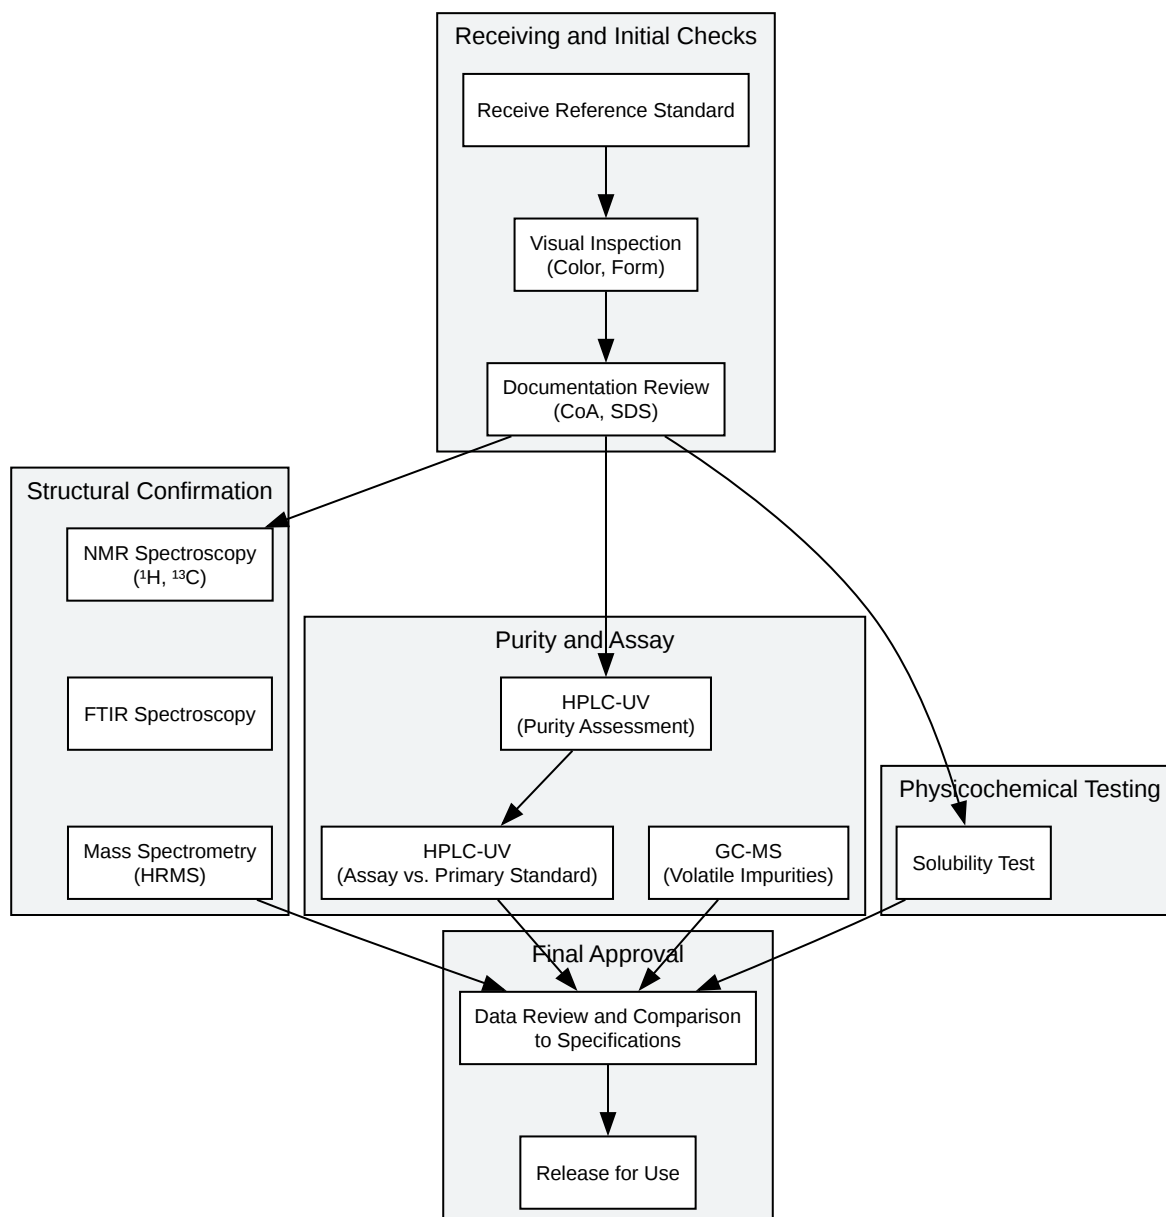 Receiving and Initial Checks
Receive Reference Standard
Visual Inspection
(Color, Form)
Documentation Review
(CoA, SDS)
Structural Confirmation
NMR Spectroscopy
(¹H, ¹³C)
FTIR Spectroscopy
Mass Spectrometry
(HRMS)
Purity and Assay
HPLC-UV
(Purity Assessment)
HPLC-UV
(Assay vs. Primary Standard)
GC-MS
(Volatile Impurities)
Physicochemical Testing
Solubility Test
Final Approval
Data Review and Comparison
to Specifications
Release for Use